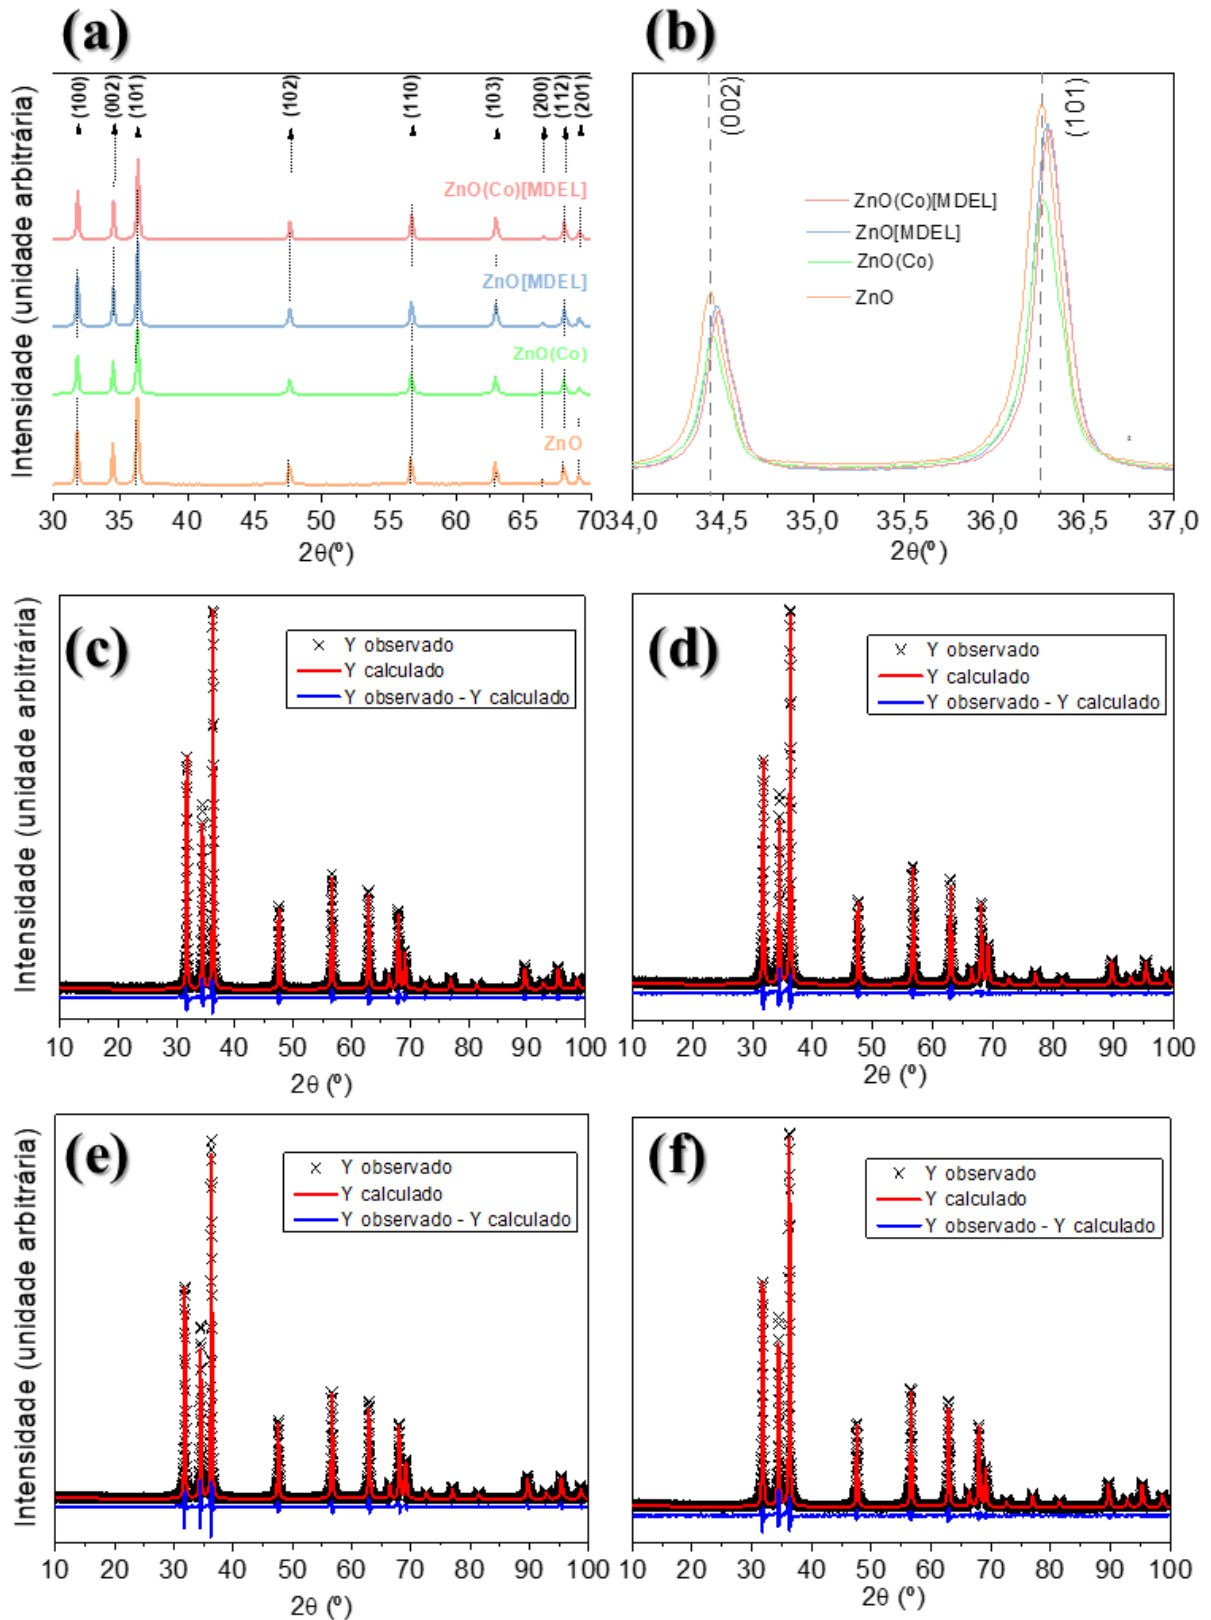 (a)
Intensidade (unidade arbitrária)
(100)
(002)
(101)
(102)
(110)
(103)
(200)
(112)
(201)
ZnO(Co)[MDEL]
ZnO[MDEL]
ZnO(Co)
ZnO
30 35 40 45 50 55 60 65 70
2θ(º)
(b)
(002)
(101)
ZnO(Co)[MDEL]
ZnO[MDEL]
ZnO(Co)
ZnO
34,0 34,5 35,0 35,5 36,0 36,5 37,0
2θ(º)
(c)
Intensidade (unidade arbitrária)
Y observado
Y calculado
Y observado - Y calculado
10 20 30 40 50 60 70 80 90 100
2θ (º)
(d)
Y observado
Y calculado
Y observado - Y calculado
10 20 30 40 50 60 70 80 90 100
2θ (º)
(e)
Intensidade (unidade arbitrária)
Y observado
Y calculado
Y observado - Y calculado
10 20 30 40 50 60 70 80 90 100
2θ (º)
(f)
Y observado
Y calculado
Y observado - Y calculado
10 20 30 40 50 60 70 80 90 100
2θ (º)